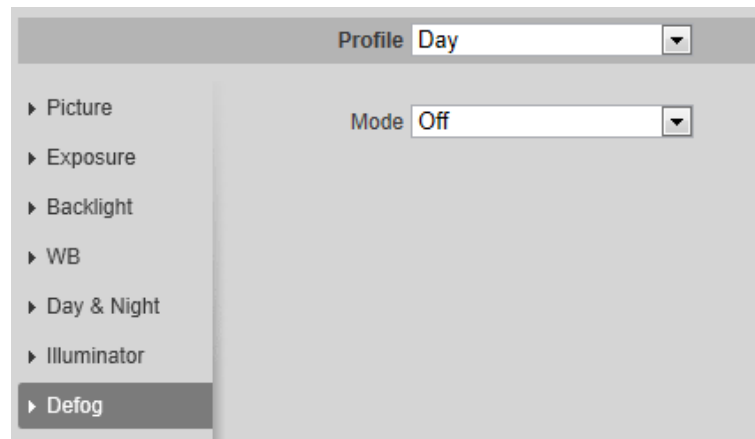 Profile Day
Picture
Mode Off
Exposure
Backlight
WB
Day & Night
Illuminator
Defog